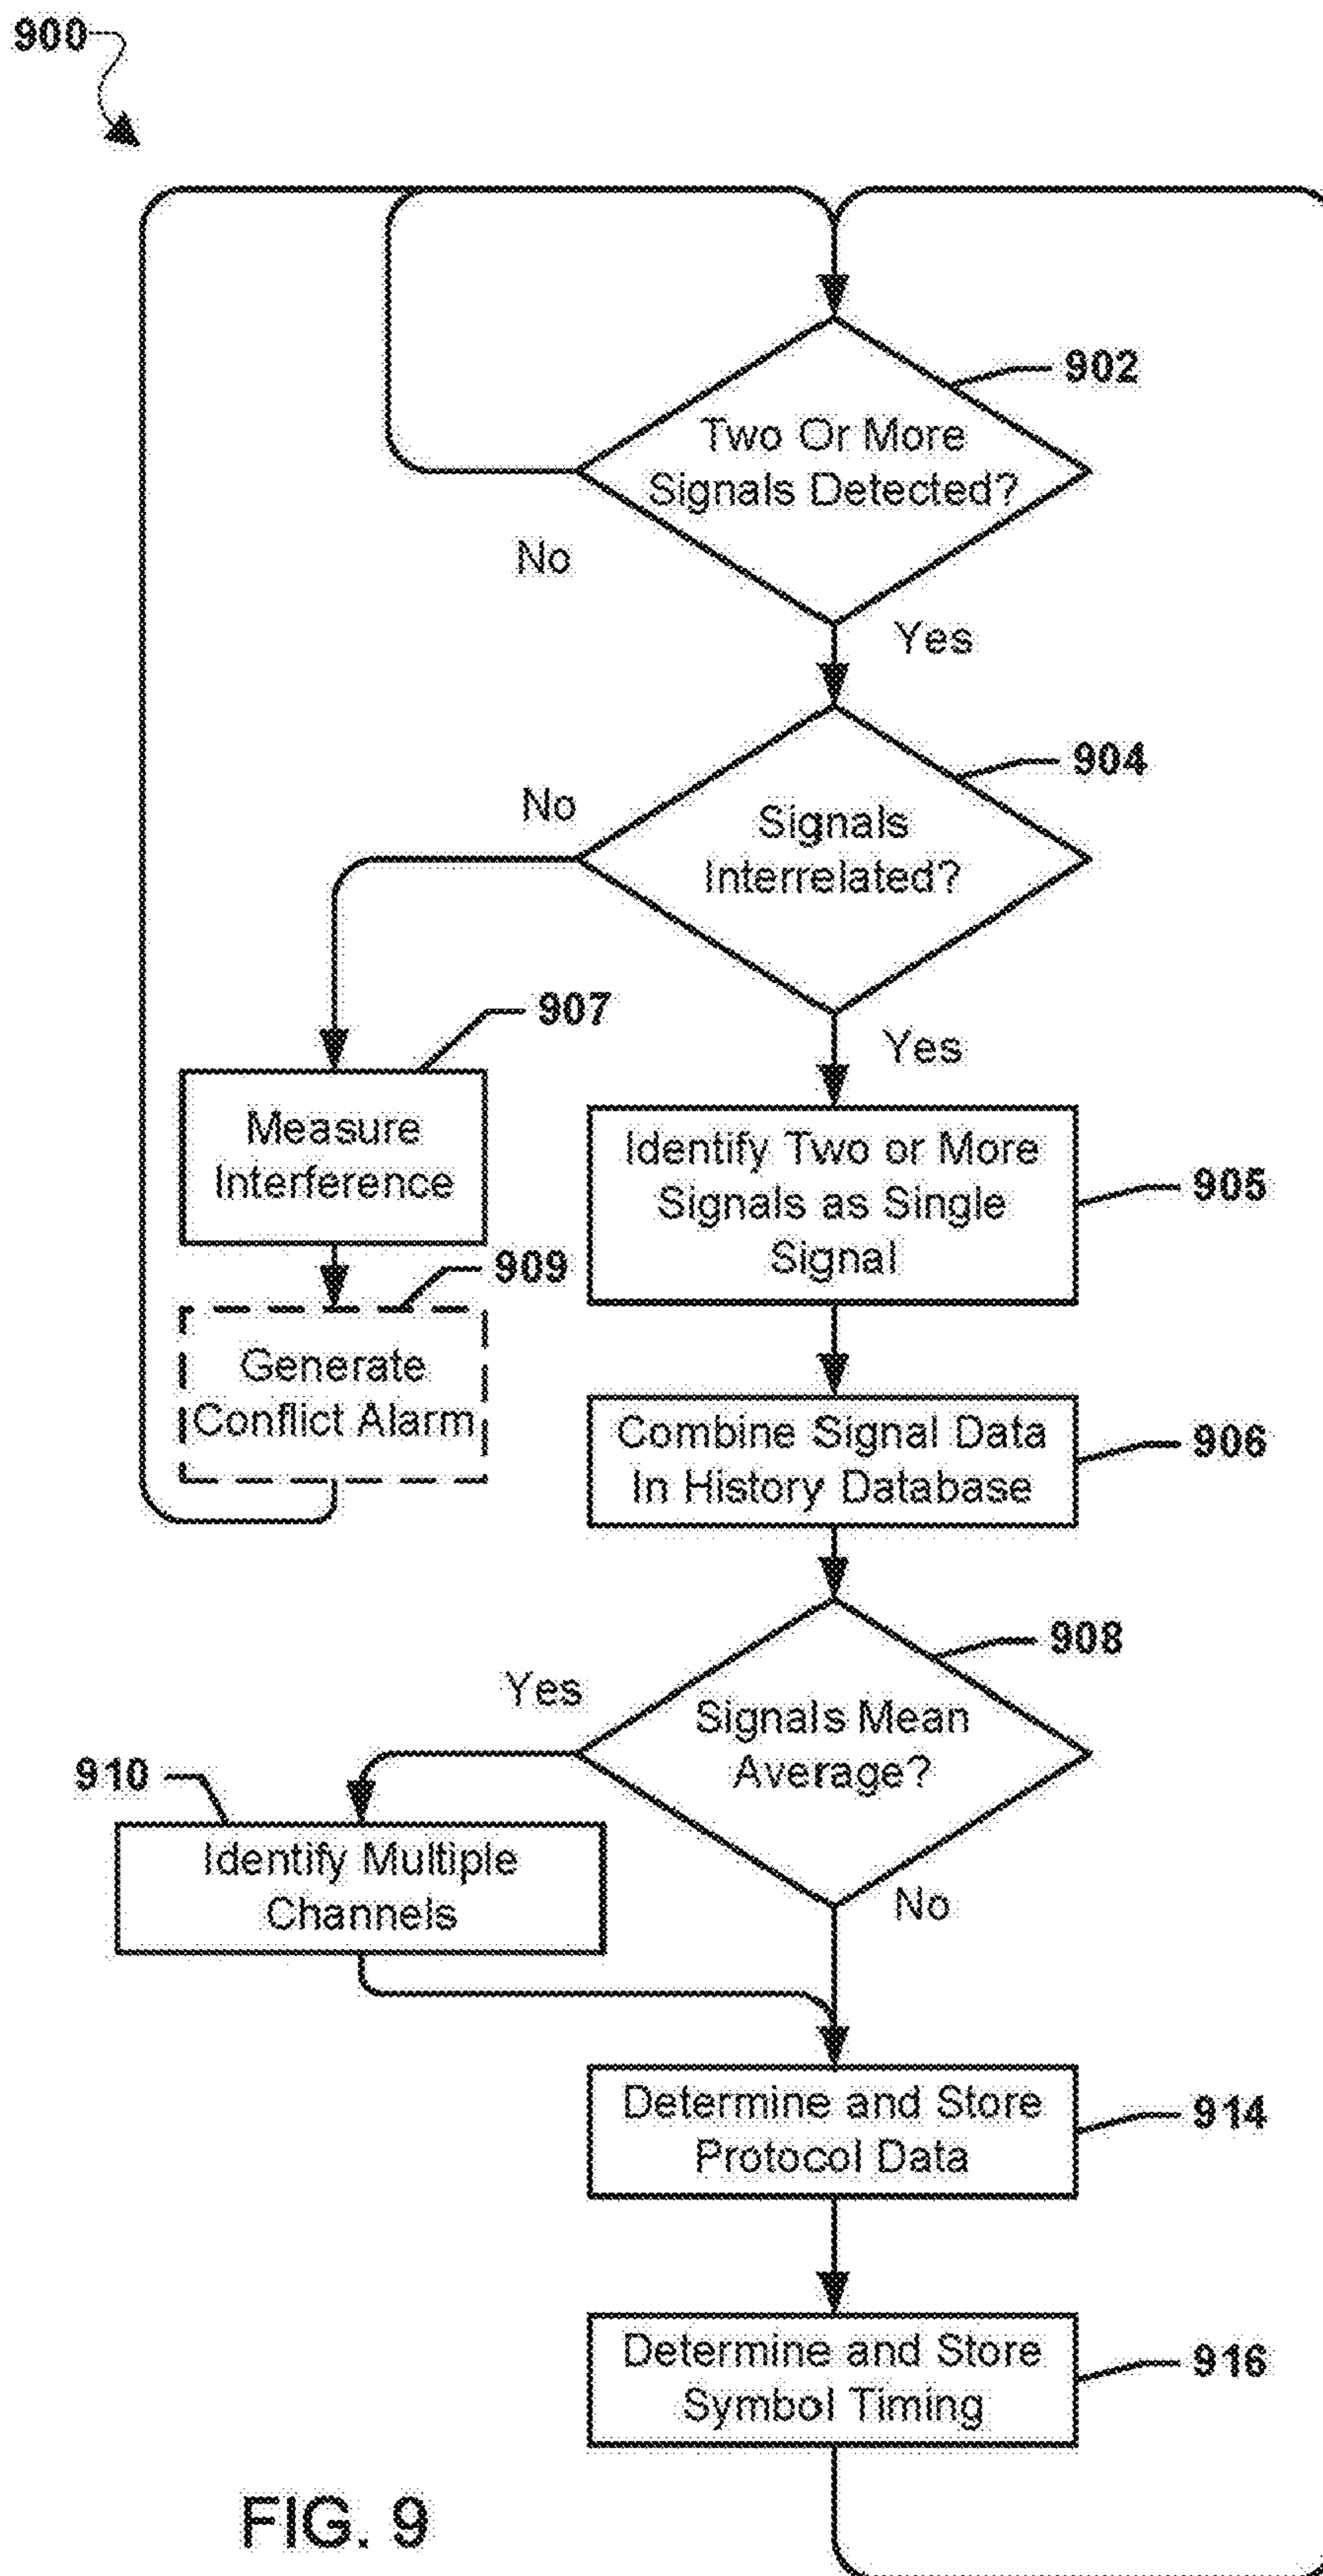 900
902
Two Or More
Signals Detected?
No
Yes
904
No
Signals
Interrelated?
907
Yes
Measure
Interference
Identify Two or More
Signals as Single
Signal
905
909
Generate
Conflict Alarm
Combine Signal Data
In History Database
906
908
Yes
Signals Mean
Average?
910
Identify Multiple
Channels
No
Determine and Store
Protocol Data
914
Determine and Store
Symbol Timing
916
FIG. 9